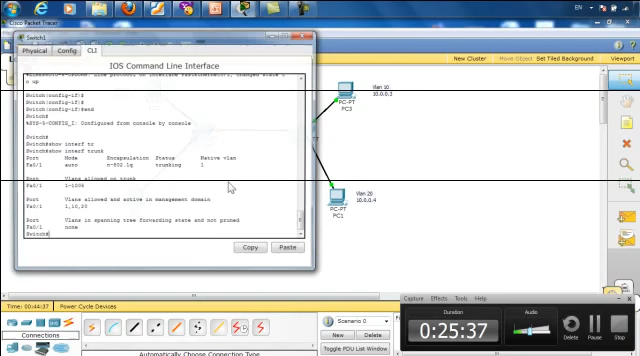 EN
Cisco Packet Tracer
Switch1
Physical Config CLI
IOS Command Line Interface
o up
Switch(config-if)#
Switch(config-if)#
Switch(config-if)#end
Switch#
%SYS-5-CONFIG_I: Configured from console by console
Switch#
Switch#show interf tr
Switch#show interf trunk
Port Mode Encapsulation Status Native vlan
Fa0/1 auto n-802.1q trunking 1
Port Vlans allowed on trunk
Fa0/1 1-1005
Port Vlans allowed and active in management domain
Fa0/1 1,10,20
Port Vlans in spanning tree forwarding state and not pruned
Fa0/1 none
Switch#
Copy Paste
New Cluster Move Object Set Tiled Background Viewport
Vlan 10
10.0.0.3
PC-PT
PC3
Vlan 20
10.0.0.4
PC-PT
PC1
Time: 00:44:37 Power Cycle Devices
Connections
Automatically Choose Connection Type
Scenario 0
New Delete
Toggle PDU List Window
Capture Effects Tools Help
Duration
0:25:37
Audio
Delete Pause Stop